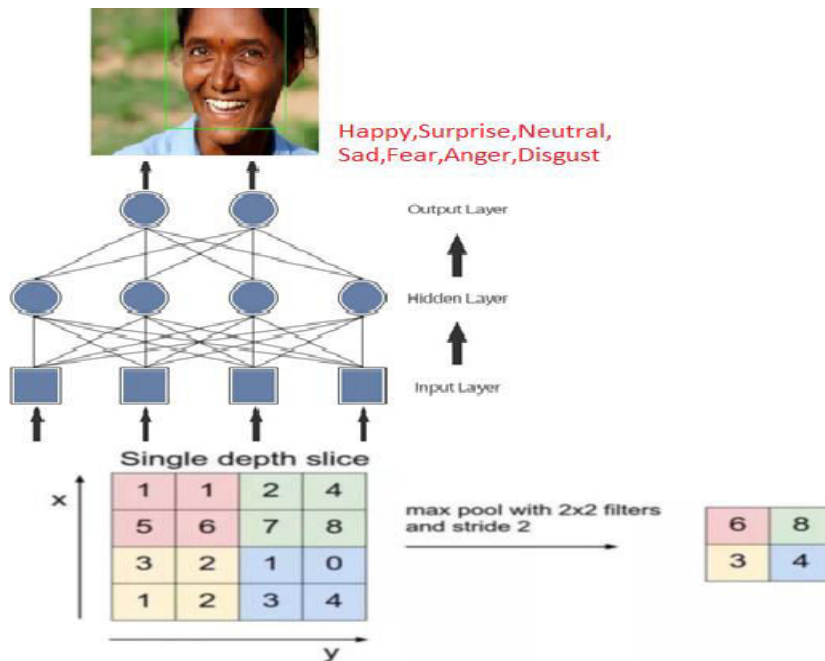 Happy,Surprise,Neutral,
Sad,Fear,Anger,Disgust
Output Layer
Hidden Layer
Input Layer
Single depth slice
x
1 1 2 4
5 6 7 8
3 2 1 0
1 2 3 4
y
max pool with 2x2 filters
and stride 2
6 8
3 4